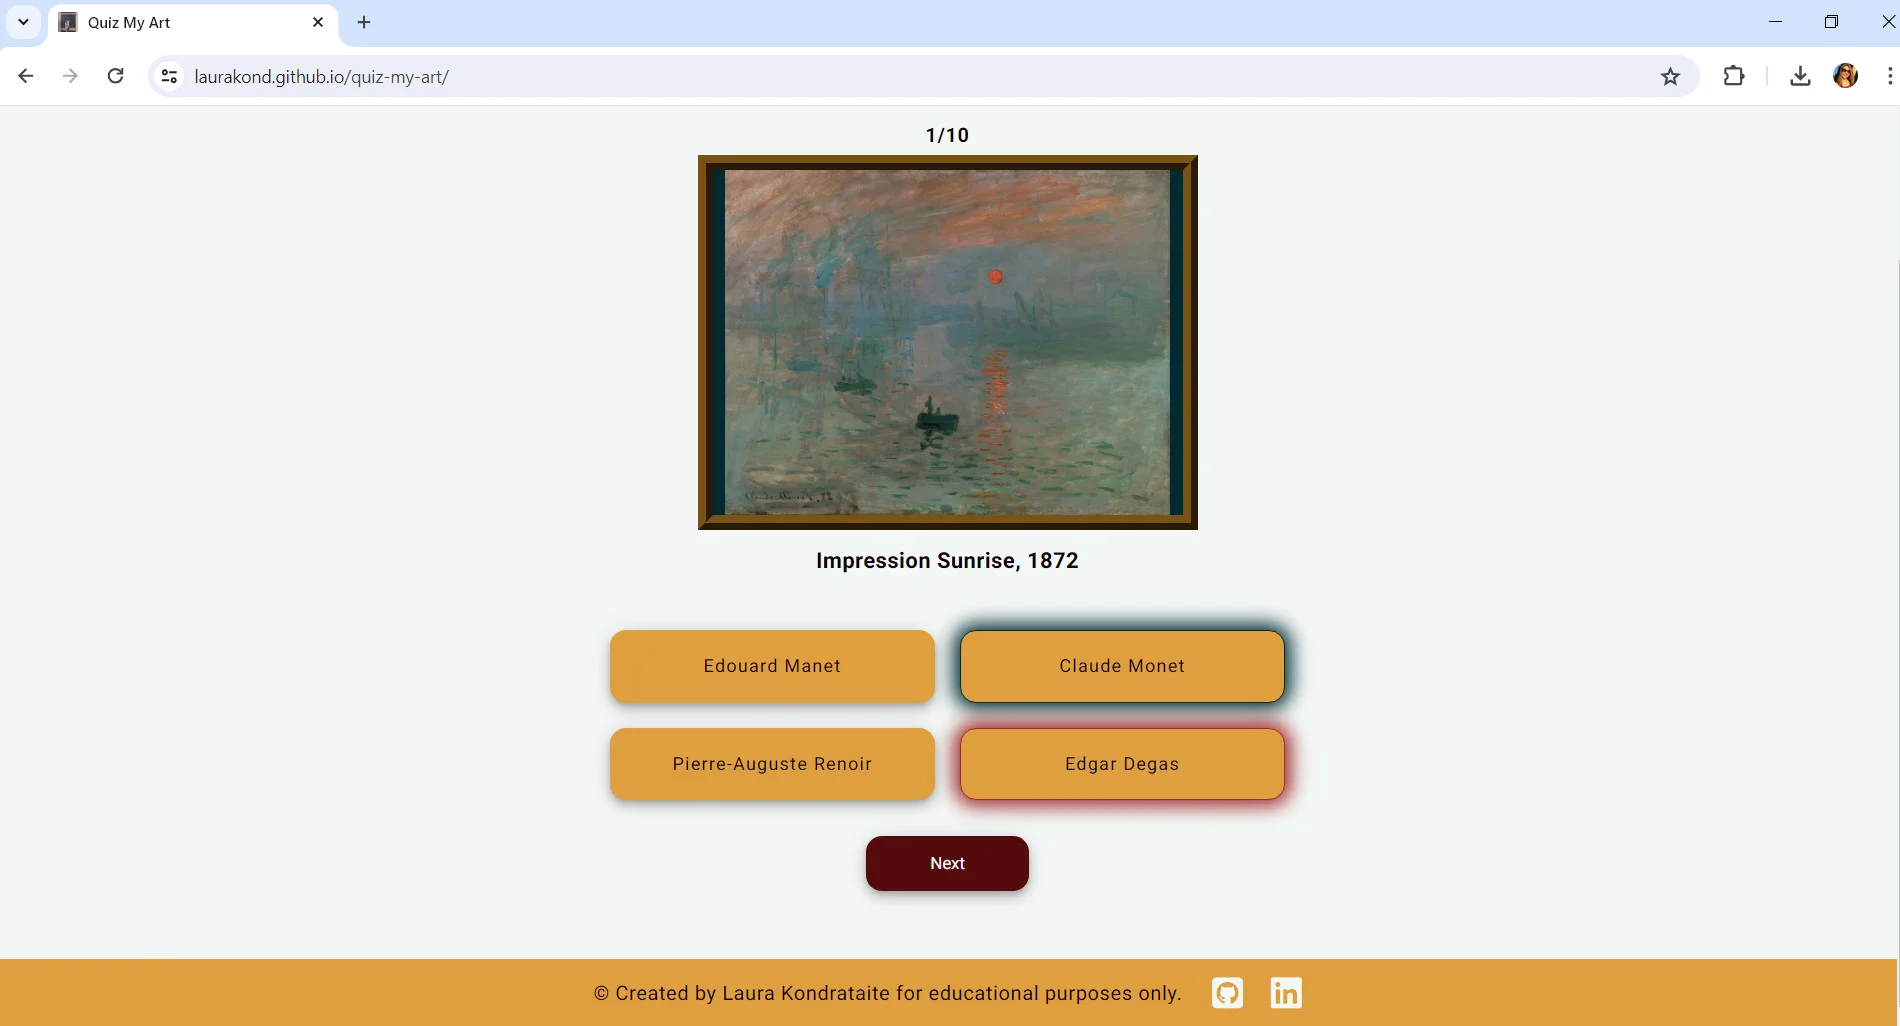 Quiz My Art
laurakond.github.io/quiz-my-art/
1/10
Impression Sunrise, 1872
Edouard Manet
Claude Monet
Pierre-Auguste Renoir
Edgar Degas
Next
© Created by Laura Kondrataite for educational purposes only.
in